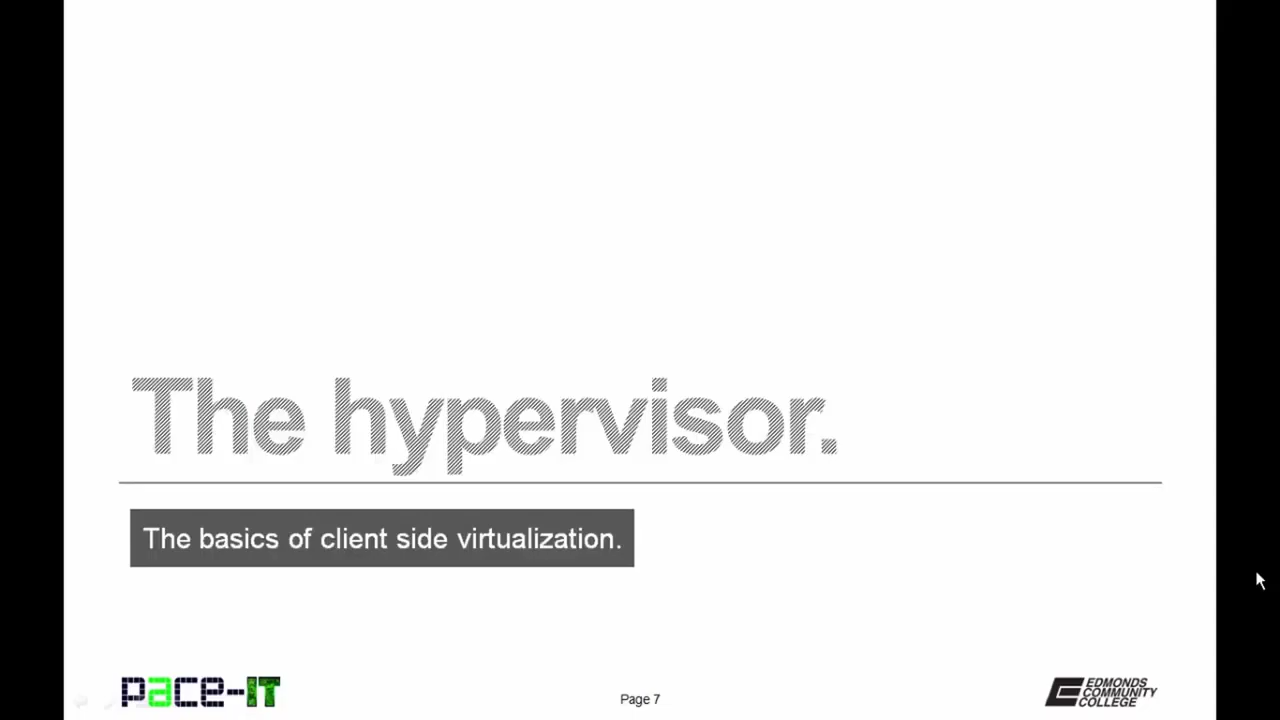 The hypervisor.
The basics of client side virtualization.
pace-IT
Page 7
EDMONDS
COMMUNITY
COLLEGE